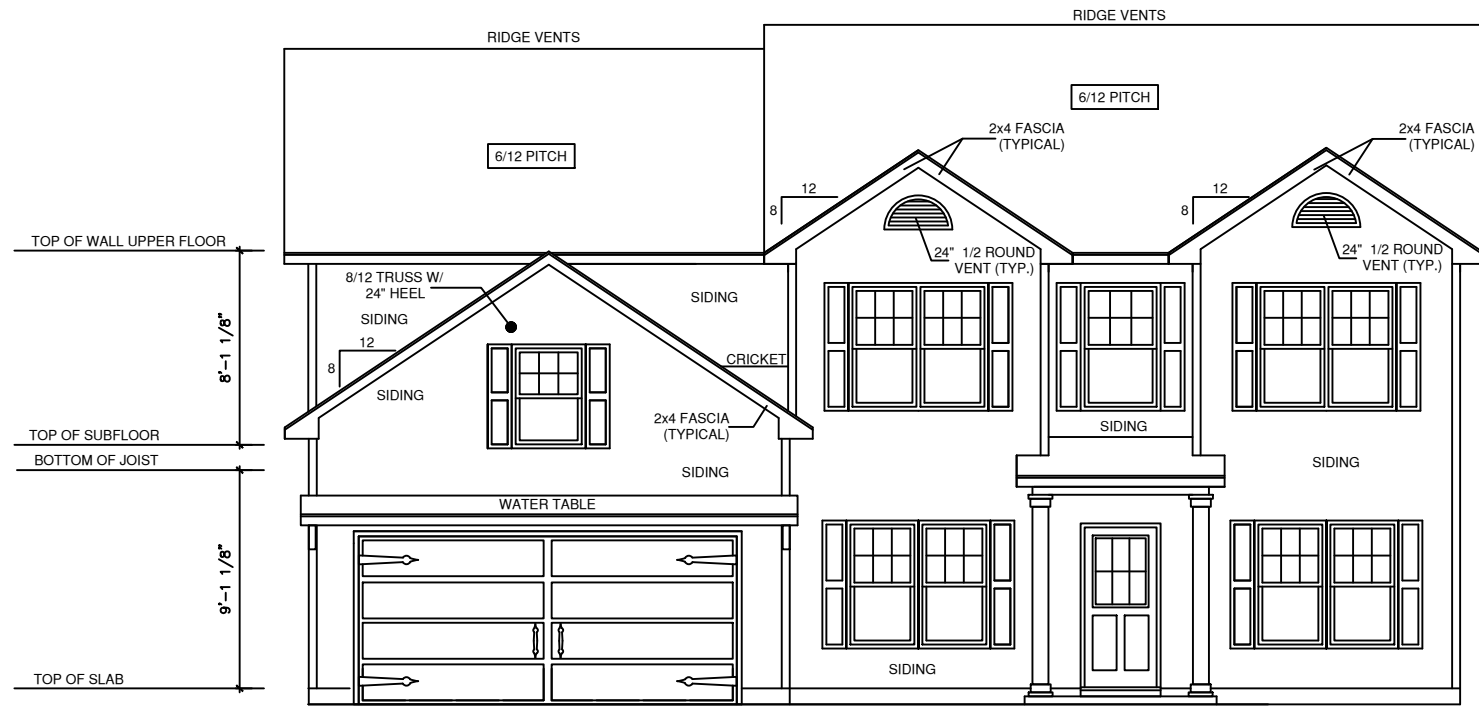 RIDGE VENTS
RIDGE VENTS
6/12 PITCH
6/12 PITCH
2x4 FASCIA
(TYPICAL)
2x4 FASCIA
(TYPICAL)
12
8
12
8
24" 1/2 ROUND
VENT (TYP.)
24" 1/2 ROUND
VENT (TYP.)
TOP OF WALL UPPER FLOOR
8/12 TRUSS W/
24" HEEL
SIDING
SIDING
8'-1 1/8"
12
8
CRICKET
SIDING
2x4 FASCIA
(TYPICAL)
SIDING
TOP OF SUBFLOOR
BOTTOM OF JOIST
SIDING
SIDING
WATER TABLE
9'-1 1/8"
SIDING
TOP OF SLAB